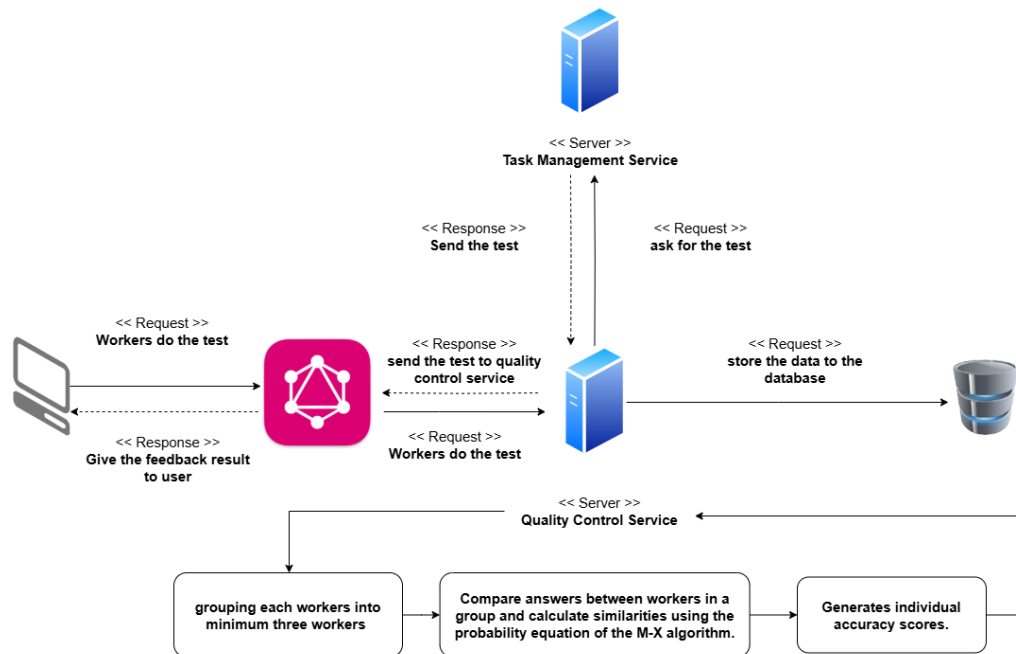 << Server >>
Task Management Service
<< Response >>
Send the test
<< Request >>
ask for the test
<< Request >>
Workers do the test
<< Response >>
send the test to quality
control service
<< Request >>
store the data to the
database
<< Response >>
Give the feedback result
to user
<< Request >>
Workers do the test
<< Server >>
Quality Control Service
grouping each workers into
minimum three workers
Compare answers between workers in a
group and calculate similarities using the
probability equation of the M-X algorithm.
Generates individual
accuracy scores.